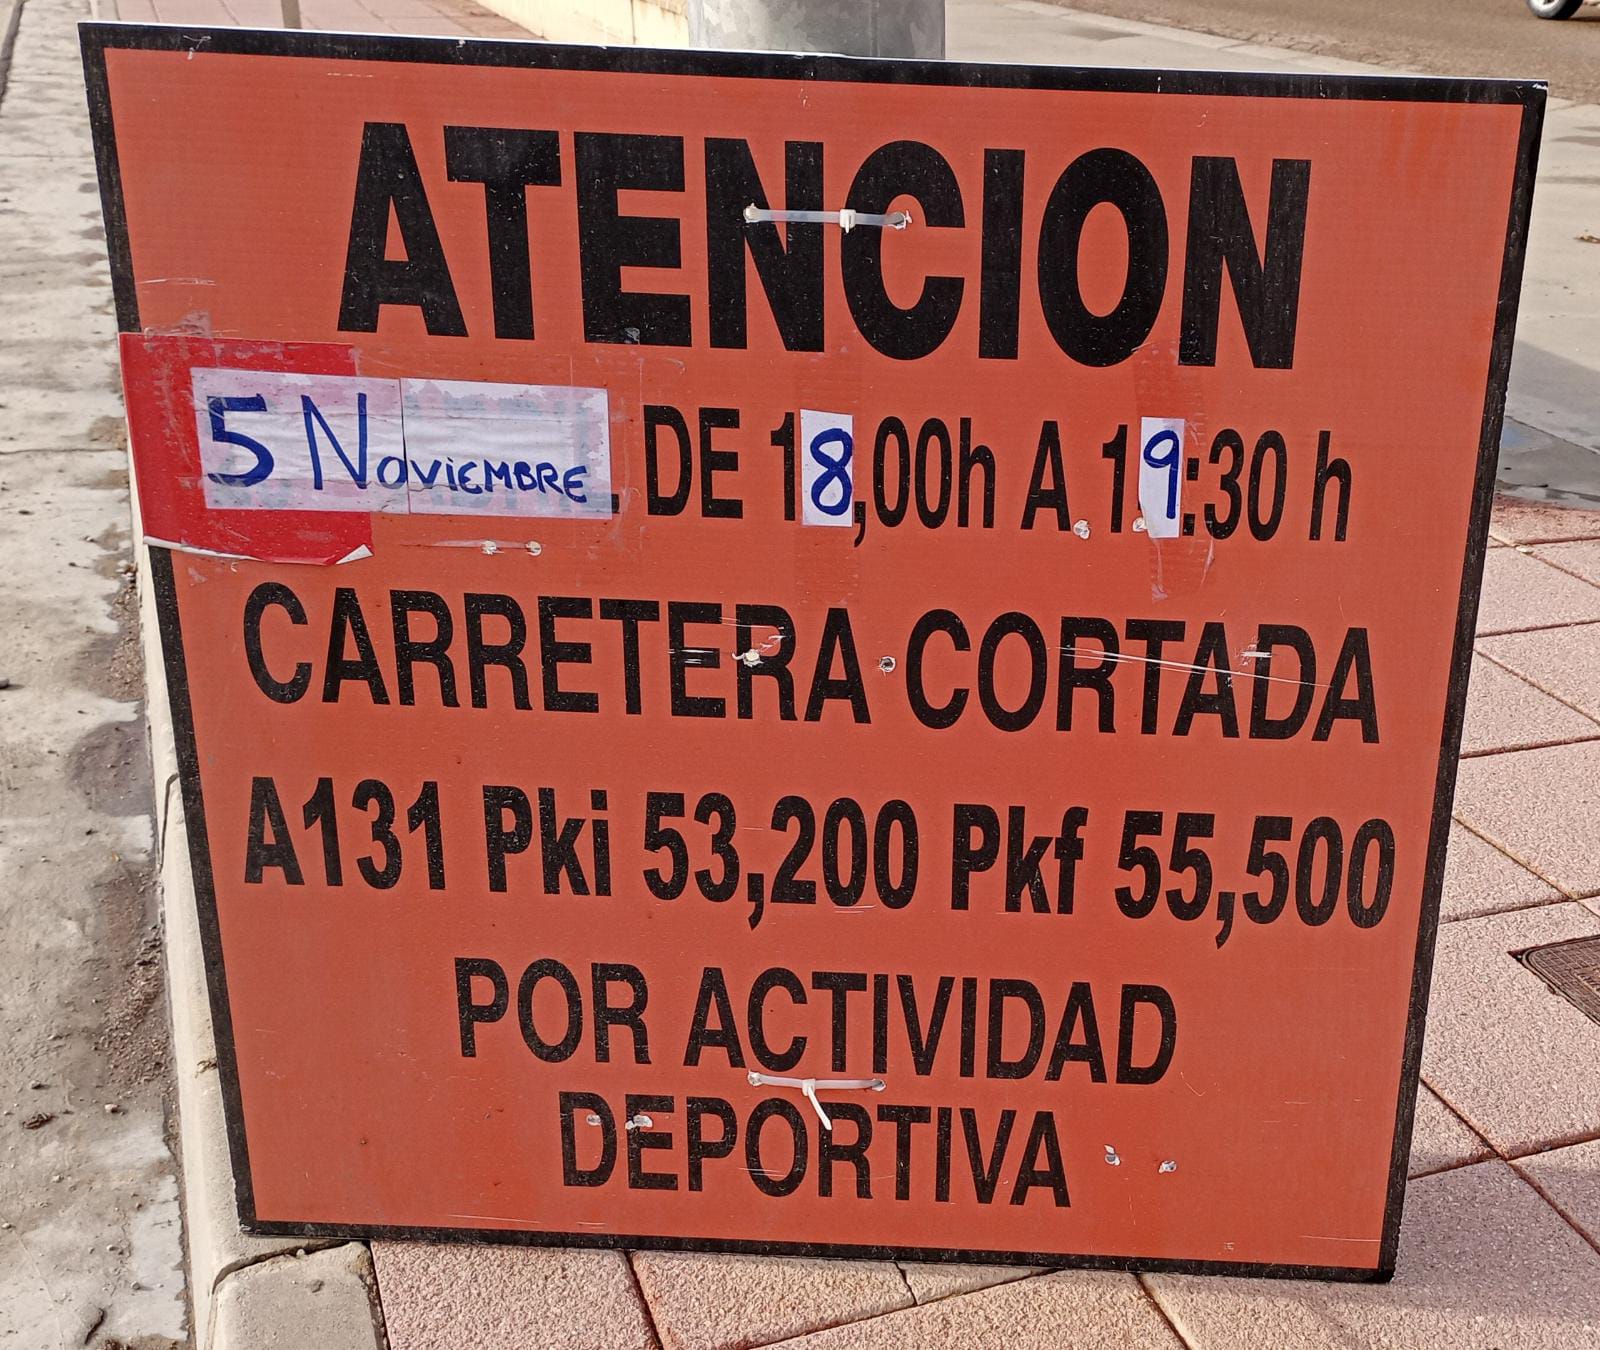 ATENCION
5 NOVIEMBRE. DE 18,00h A 19:30 h
CARRETERA CORTADA
A131 Pki 53,200 Pkf 55,500
POR ACTIVIDAD
DEPORTIVA